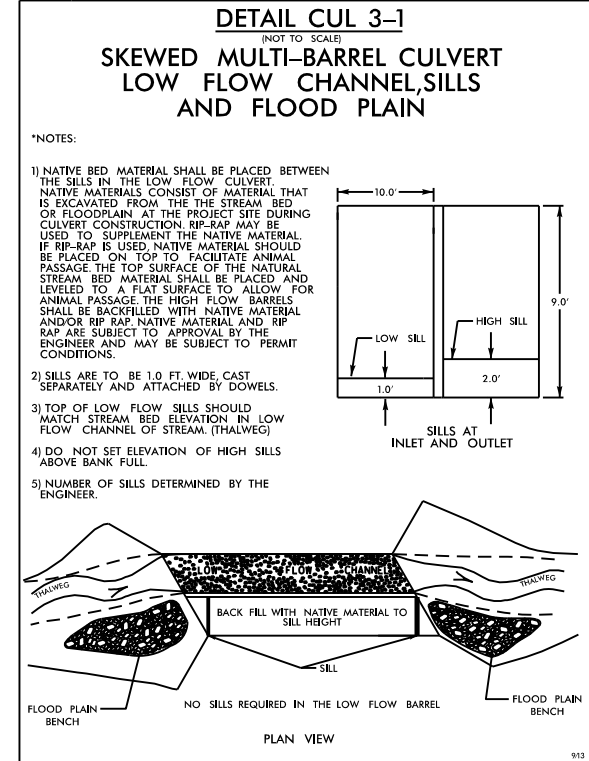 DETAIL CUL 3–1
(NOT TO SCALE)
SKEWED MULTI–BARREL CULVERT
LOW FLOW CHANNEL,SILLS
AND FLOOD PLAIN
*NOTES:
1) NATIVE BED MATERIAL SHALL BE PLACED BETWEEN
THE SILLS IN THE LOW FLOW CULVERT.
NATIVE MATERIALS CONSIST OF MATERIAL THAT
IS EXCAVATED FROM THE THE STREAM BED
OR FLOODPLAIN AT THE PROJECT SITE DURING
CULVERT CONSTRUCTION. RIP–RAP MAY BE
USED TO SUPPLEMENT THE NATIVE MATERIAL.
IF RIP–RAP IS USED, NATIVE MATERIAL SHOULD
BE PLACED ON TOP TO FACILITATE ANIMAL
PASSAGE. THE TOP SURFACE OF THE NATURAL
STREAM BED MATERIAL SHALL BE PLACED AND
LEVELED TO A FLAT SURFACE TO ALLOW FOR
ANIMAL PASSAGE. THE HIGH FLOW BARRELS
SHALL BE BACKFILLED WITH NATIVE MATERIAL
AND/OR RIP RAP. NATIVE MATERIAL AND RIP
RAP ARE SUBJECT TO APPROVAL BY THE
ENGINEER AND MAY BE SUBJECT TO PERMIT
CONDITIONS.
2) SILLS ARE TO BE 1.0 FT. WIDE, CAST
SEPARATELY AND ATTACHED BY DOWELS.
3) TOP OF LOW FLOW SILLS SHOULD
MATCH STREAM BED ELEVATION IN LOW
FLOW CHANNEL OF STREAM. (THALWEG)
4) DO NOT SET ELEVATION OF HIGH SILLS
ABOVE BANK FULL.
5) NUMBER OF SILLS DETERMINED BY THE
ENGINEER.
10.0'
9.0'
LOW SILL
HIGH SILL
1.0'
2.0'
SILLS AT
INLET AND OUTLET
LOW FLOW CHANNEL
THALWEG
THALWEG
BACK FILL WITH NATIVE MATERIAL TO
SILL HEIGHT
SILL
FLOOD PLAIN
BENCH
NO SILLS REQUIRED IN THE LOW FLOW BARREL
FLOOD PLAIN
BENCH
PLAN VIEW
9/13